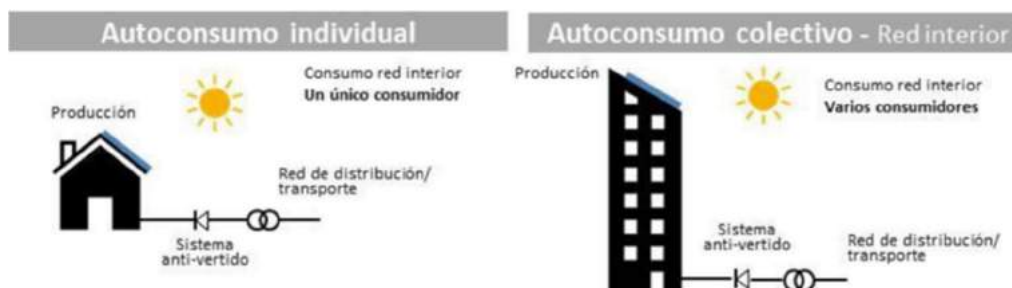 Autoconsumo individual
Consumo red interior
Un único consumidor
Producción
Red de distribución/
transporte
Sistema
anti-vertido
Autoconsumo colectivo - Red interior
Producción
Consumo red interior
Varios consumidores
Sistema
anti-vertido
Red de distribución/
transporte